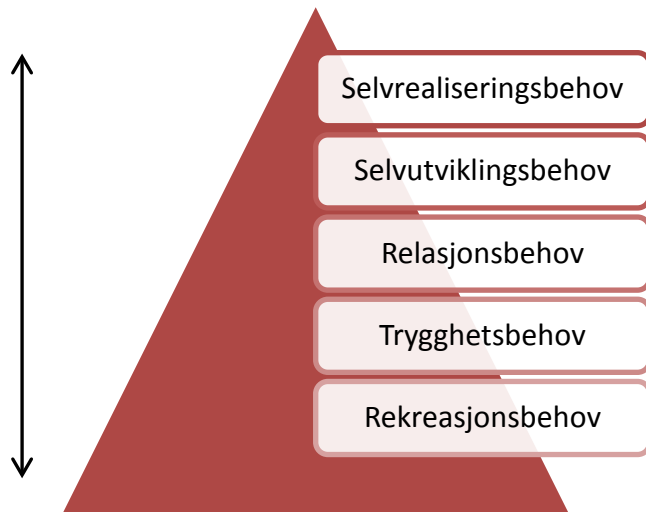 Selvrealiseringsbehov
Selvutviklingsbehov
Relasjonsbehov
Trygghetsbehov
Rekreasjonsbehov